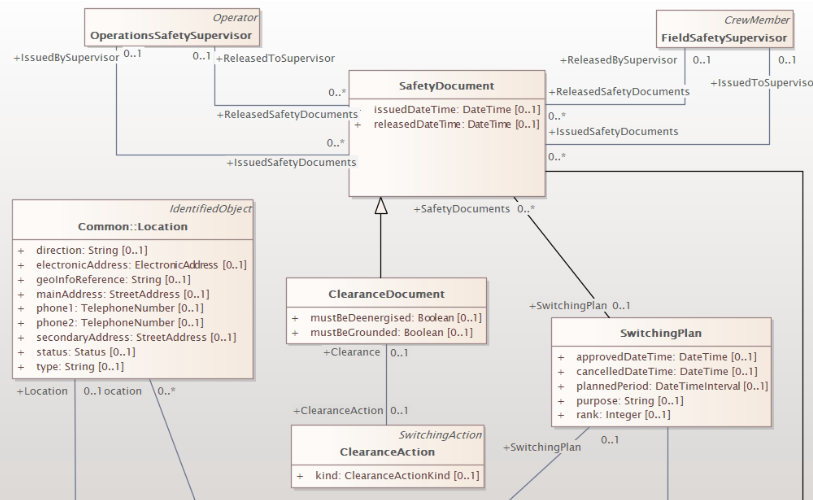 Operator
OperationsSafetySupervisor
CrewMember
FieldSafetySupervisor
+IssuedBySupervisor 0..1
0..1 +ReleasedToSupervisor
+ReleasedBySupervisor 0..1
0..1
+IssuedToSupervisor
SafetyDocument
issuedDateTime: DateTime [0..1]
+ releasedDateTime: DateTime [0..1]
0..*
+ReleasedSafetyDocuments
0..*
+IssuedSafetyDocuments
+ReleasedSafetyDocuments
0..*
+IssuedSafetyDocuments
0..*
IdentifiedObject
Common::Location
+ direction: String [0..1]
+ electronicAddress: ElectronicAddress [0..1]
+ geoInfoReference: String [0..1]
+ mainAddress: StreetAddress [0..1]
+ phone1: TelephoneNumber [0..1]
+ phone2: TelephoneNumber [0..1]
+ secondaryAddress: StreetAddress [0..1]
+ status: Status [0..1]
+ type: String [0..1]
+SafetyDocuments 0..*
ClearanceDocument
+ mustBeDeenergised: Boolean [0..1]
+ mustBeGrounded: Boolean [0..1]
+SwitchingPlan 0..1
SwitchingPlan
+ approvedDateTime: DateTime [0..1]
+ cancelledDateTime: DateTime [0..1]
+ plannedPeriod: DateTimeInterval [0..1]
+ purpose: String [0..1]
+ rank: Integer [0..1]
+Clearance 0..1
+Location 0..1 ocation 0..*
+ClearanceAction 0..1
SwitchingAction
ClearanceAction
+ kind: ClearanceActionKind [0..1]
+SwitchingPlan 0..1